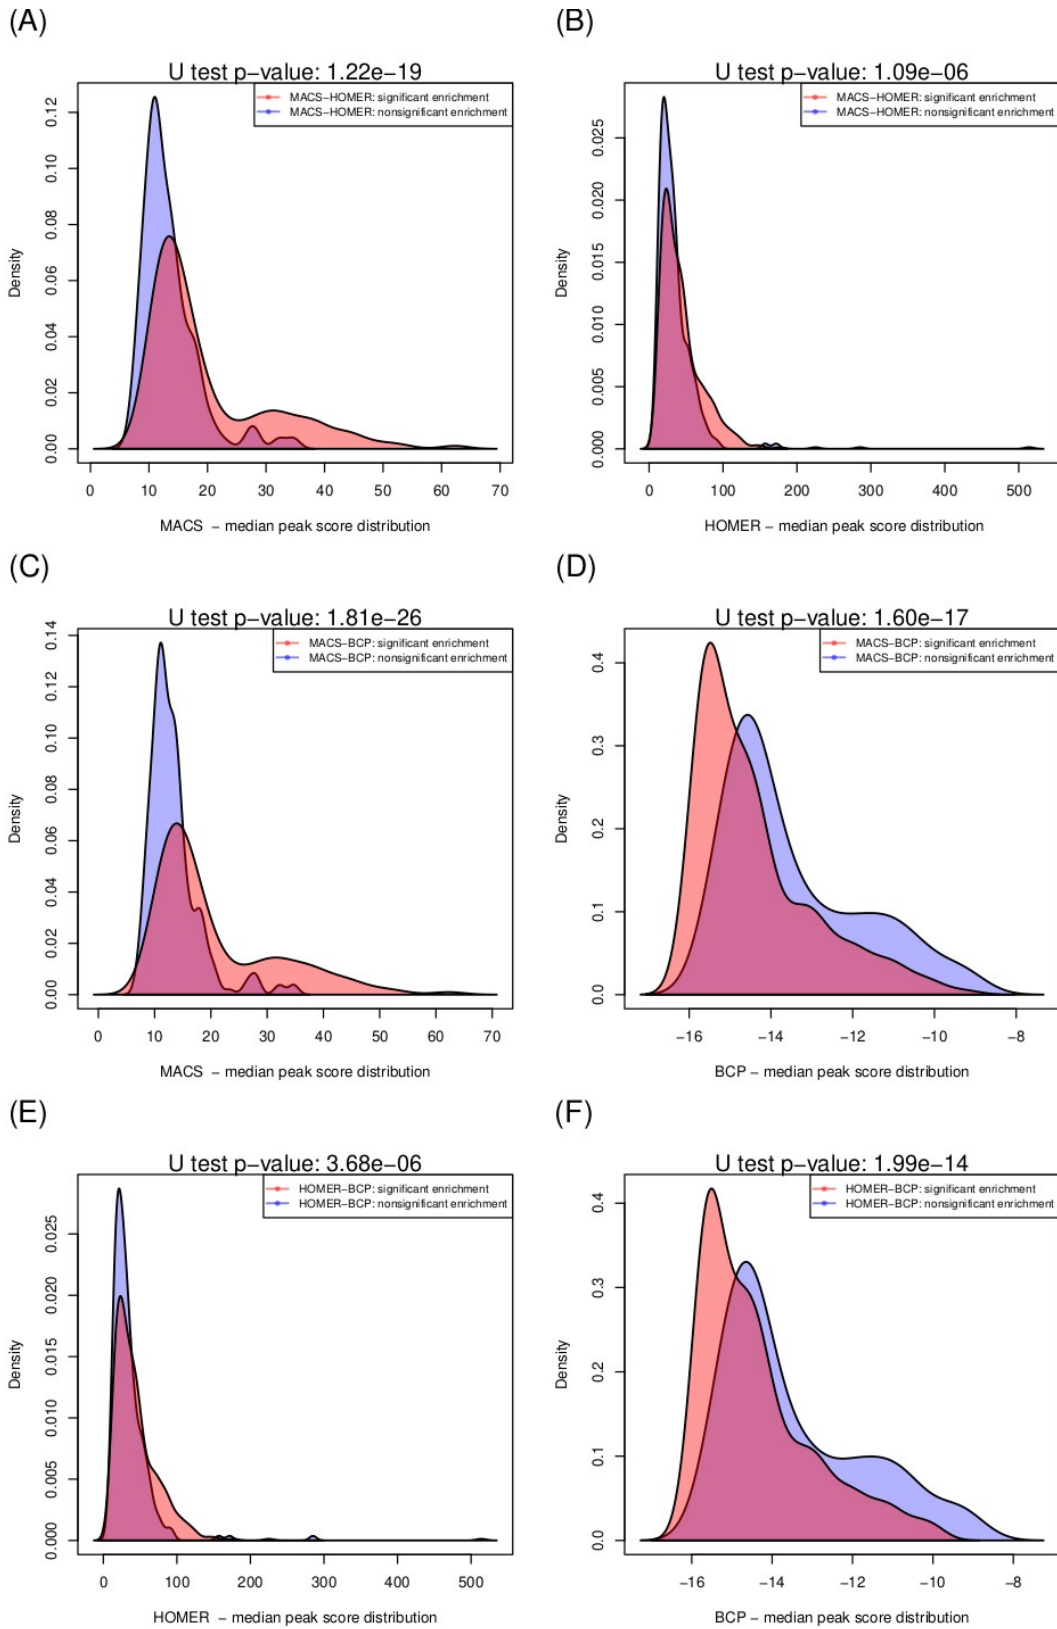 (A)
U test p−value: 1.22e−19
MACS−HOMER: significant enrichment
MACS−HOMER: nonsignificant enrichment
Density
0.00 0.02 0.04 0.06 0.08 0.10 0.12
0 10 20 30 40 50 60 70
MACS − median peak score distribution
(B)
U test p−value: 1.09e−06
MACS−HOMER: significant enrichment
MACS−HOMER: nonsignificant enrichment
Density
0.000 0.005 0.010 0.015 0.020 0.025
0 100 200 300 400 500
HOMER − median peak score distribution
(C)
U test p−value: 1.81e−26
MACS−BCP: significant enrichment
MACS−BCP: nonsignificant enrichment
Density
0.00 0.02 0.04 0.06 0.08 0.10 0.12 0.14
0 10 20 30 40 50 60 70
MACS − median peak score distribution
(D)
U test p−value: 1.60e−17
MACS−BCP: significant enrichment
MACS−BCP: nonsignificant enrichment
Density
0.0 0.1 0.2 0.3 0.4
−16 −14 −12 −10 −8
BCP − median peak score distribution
(E)
U test p−value: 3.68e−06
HOMER−BCP: significant enrichment
HOMER−BCP: nonsignificant enrichment
Density
0.000 0.005 0.010 0.015 0.020 0.025
0 100 200 300 400 500
HOMER − median peak score distribution
(F)
U test p−value: 1.99e−14
HOMER−BCP: significant enrichment
HOMER−BCP: nonsignificant enrichment
Density
0.0 0.1 0.2 0.3 0.4
−16 −14 −12 −10 −8
BCP − median peak score distribution